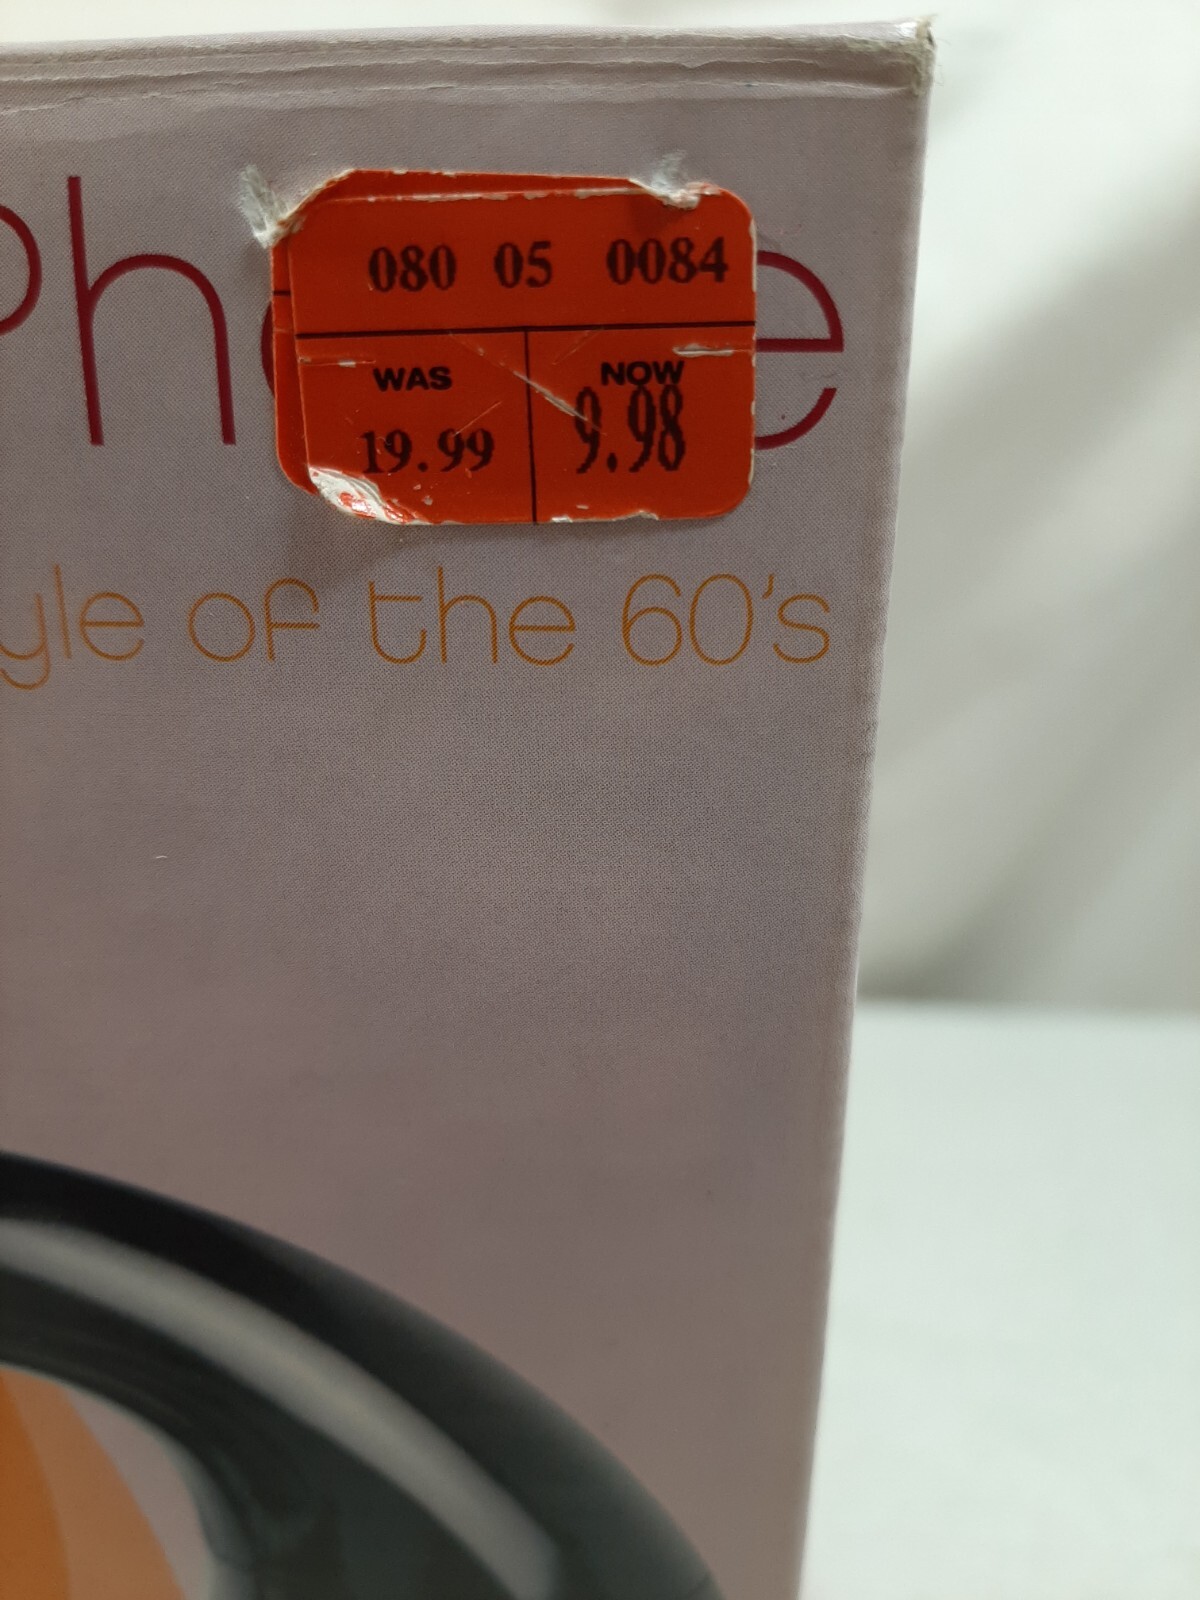 080 05 0084
WAS NOW
19.99 9.98
yle of the 60's